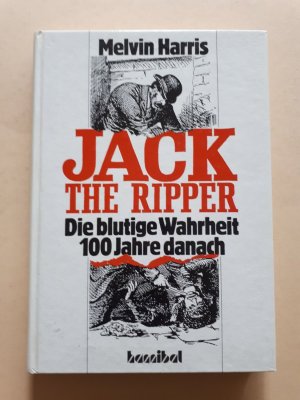 Melvin Harris
JACK
THE RIPPER
Die blutige Wahrheit
100 Jahre danach
hannibal